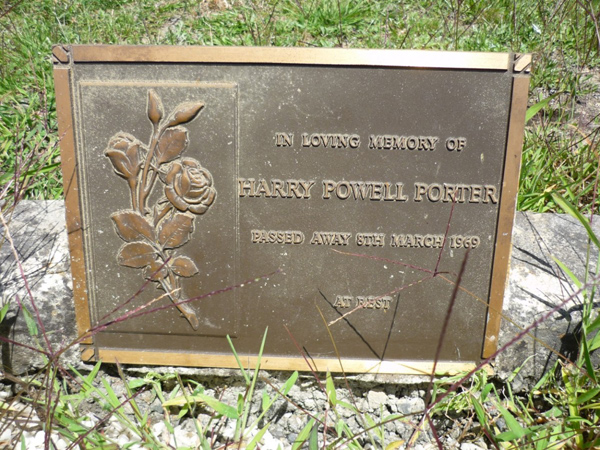 IN LOVING MEMORY OF
HARRY POWELL PORTER
PASSED AWAY 8TH MARCH 1969
AT REST